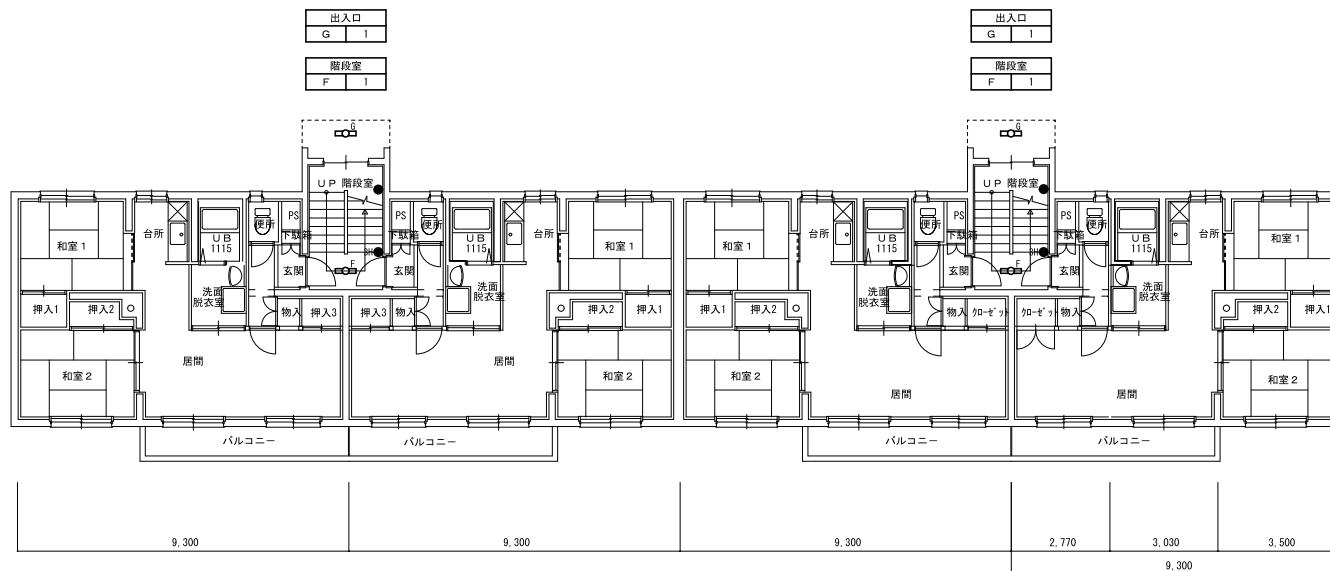 出入口
G 1
階段室
F 1
出入口
G 1
階段室
F 1
G
G
UP 階段室
UP 階段室
和室1
台所
UB
1115
便所
PS
下駄箱
3H
F
PS
下駄箱
便所
UB
1115
台所
和室1
玄関
玄関
洗面
脱衣室
洗面
脱衣室
押入1
押入2
物入
押入3
押入3
物入
押入2
押入1
和室2
居間
居間
和室2
バルコニー
バルコニー
和室1
台所
UB
1115
便所
PS
下駄箱
3H
F
PS
下駄箱
便所
UB
1115
台所
和室1
玄関
玄関
洗面
脱衣室
洗面
脱衣室
押入1
押入2
物入
クローゼット
クローゼット
物入
押入2
押入1
和室2
居間
居間
和室2
バルコニー
バルコニー
9,300
9,300
9,300
2,770
3,030
3,500
9,300